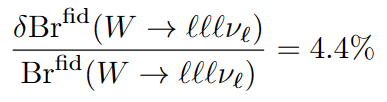 δBr^fid(W → ℓℓℓν_ℓ)
Br^fid(W → ℓℓℓν_ℓ) = 4.4%